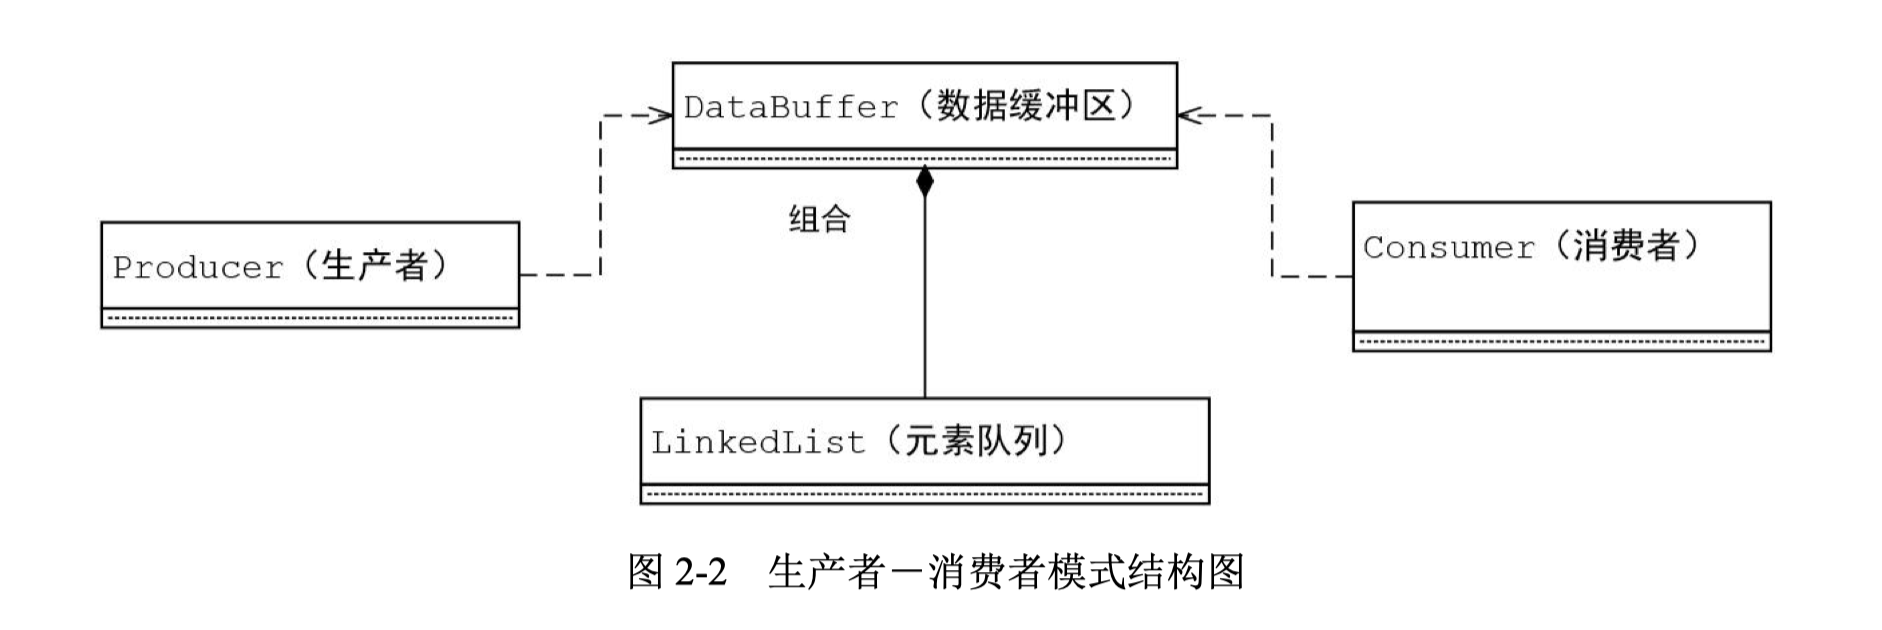 DataBuffer（数据缓冲区）
组合
Producer（生产者）
Consumer（消费者）
LinkedList（元素队列）
图 2-2　生产者－消费者模式结构图